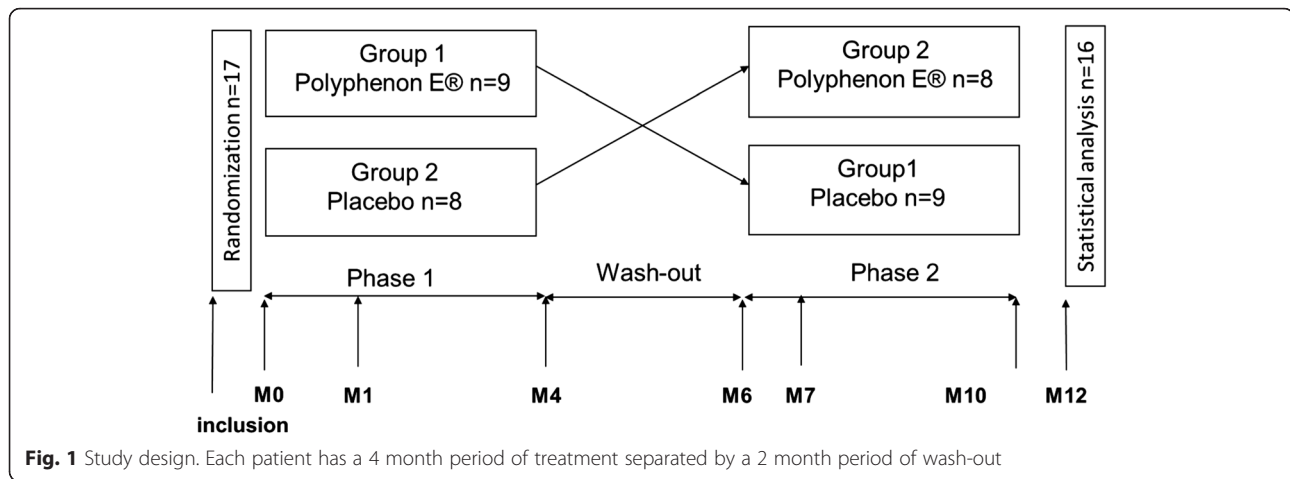 Randomization n=17
Group 1
Polyphenon E® n=9
Group 2
Placebo n=8
Group 2
Polyphenon E® n=8
Group1
Placebo n=9
Statistical analysis n=16
Phase 1
Wash-out
Phase 2
M0
M1
M4
M6
M7
M10
M12
inclusion
Fig. 1 Study design. Each patient has a 4 month period of treatment separated by a 2 month period of wash-out